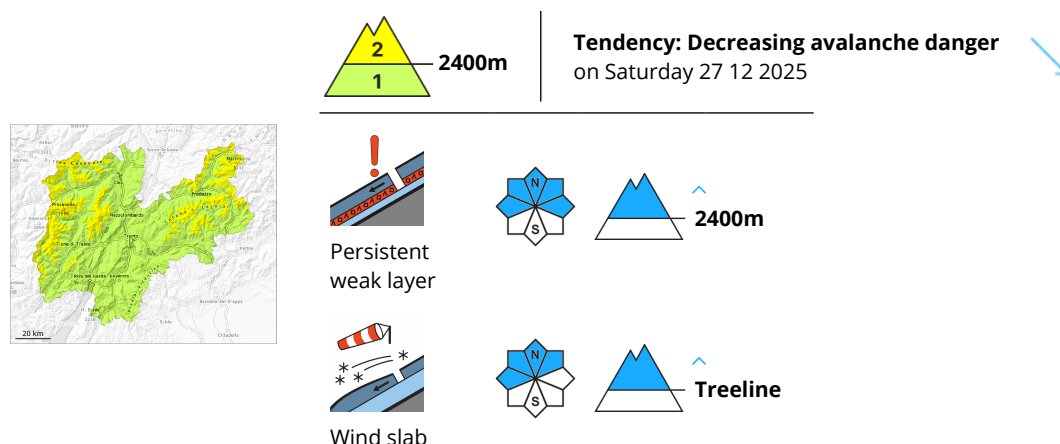 2
1
2400m
Tendency: Decreasing avalanche danger
on Saturday 27 12 2025
Trento
20 km
N
S
2400m
Persistent
weak layer
N
S
Treeline
Wind slab